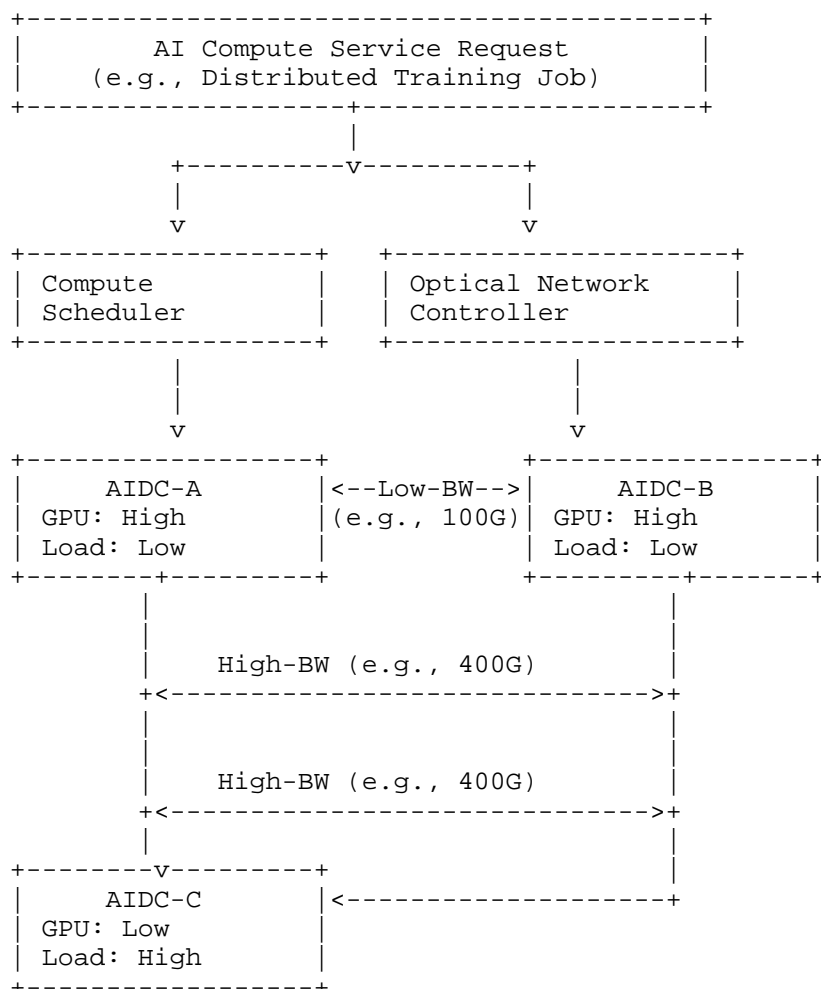 AI Compute Service Request
(e.g., Distributed Training Job)
Compute
Scheduler
Optical Network
Controller
AIDC-A
GPU: High
Load: Low
<--Low-BW-->
(e.g., 100G)
AIDC-B
GPU: High
Load: Low
High-BW (e.g., 400G)
High-BW (e.g., 400G)
AIDC-C
GPU: Low
Load: High